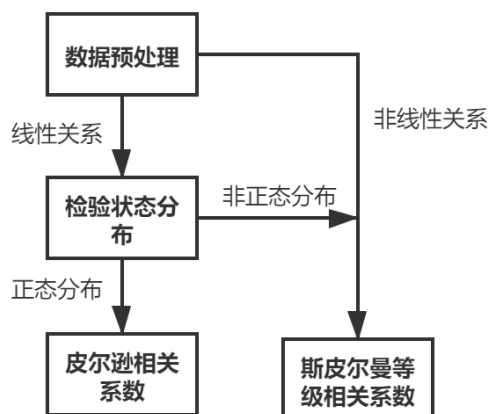 数据预处理
线性关系
非线性关系
检验状态分
布
非正态分布
正态分布
皮尔逊相关
系数
斯皮尔曼等
级相关系数